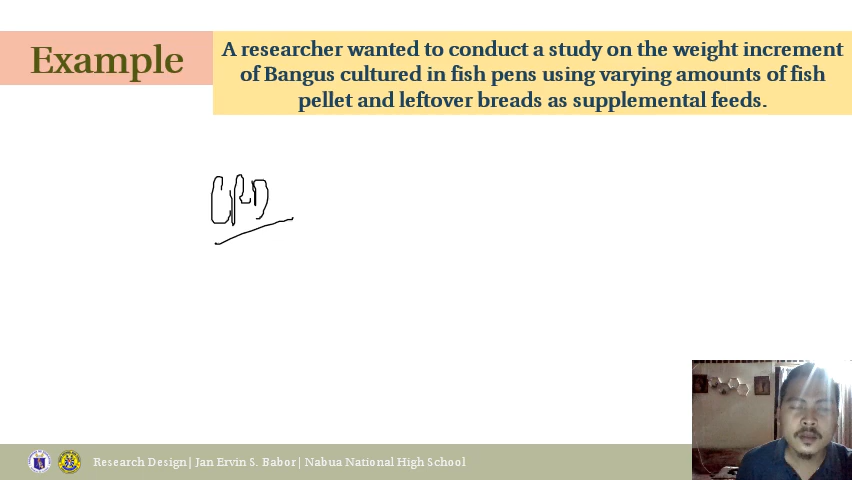 Example
A researcher wanted to conduct a study on the weight increment
of Bangus cultured in fish pens using varying amounts of fish
pellet and leftover breads as supplemental feeds.
CRD
Research Design| Jan Ervin S. Babor| Nabua National High School